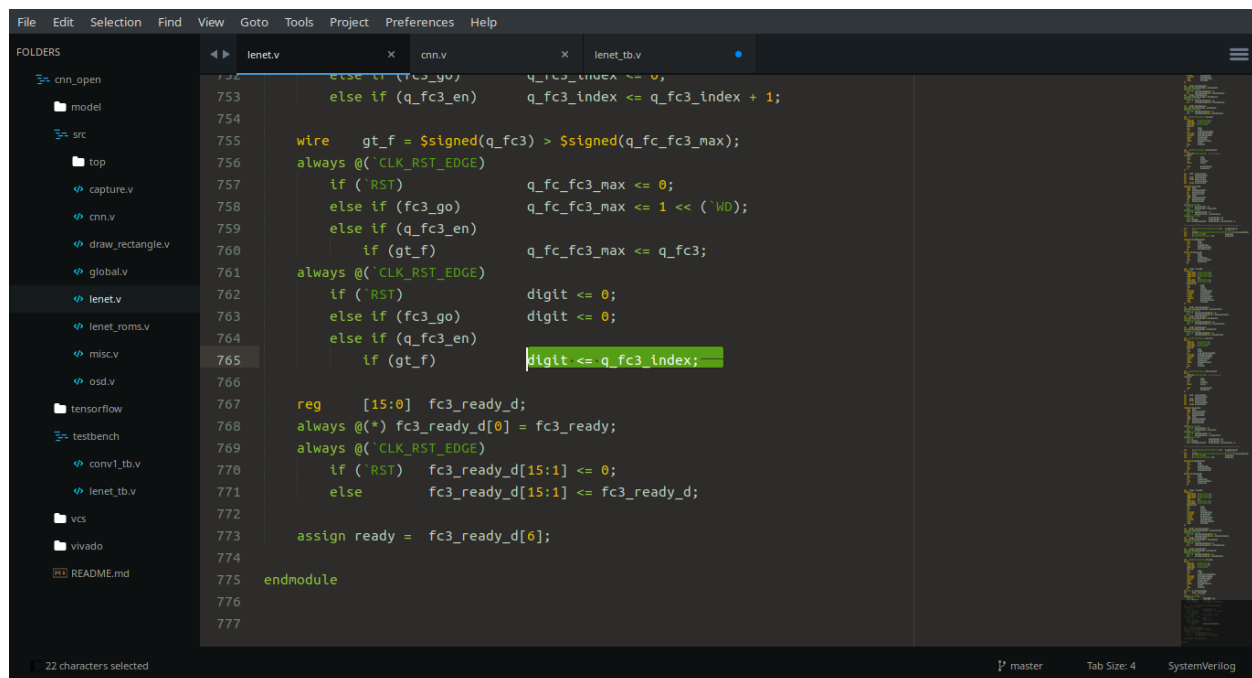 File Edit Selection Find View Goto Tools Project Preferences Help
FOLDERS
cnn_open
model
src
top
capture.v
cnn.v
draw_rectangle.v
global.v
lenet.v
lenet_roms.v
misc.v
osd.v
tensorflow
testbench
conv1_tb.v
lenet_tb.v
vcs
vivado
README.md
lenet.v × cnn.v × lenet_tb.v
752 else if (fc3_go) q_fc3_index <= 0;
753 else if (q_fc3_en) q_fc3_index <= q_fc3_index + 1;
754
755 wire gt_f = $signed(q_fc3) > $signed(q_fc_fc3_max);
756 always @(`CLK_RST_EDGE)
757 if (`RST) q_fc_fc3_max <= 0;
758 else if (fc3_go) q_fc_fc3_max <= 1 << (`WD);
759 else if (q_fc3_en)
760 if (gt_f) q_fc_fc3_max <= q_fc3;
761 always @(`CLK_RST_EDGE)
762 if (`RST) digit <= 0;
763 else if (fc3_go) digit <= 0;
764 else if (q_fc3_en)
765 if (gt_f) digit <= q_fc3_index;
766
767 reg [15:0] fc3_ready_d;
768 always @(*) fc3_ready_d[0] = fc3_ready;
769 always @(`CLK_RST_EDGE)
770 if (`RST) fc3_ready_d[15:1] <= 0;
771 else fc3_ready_d[15:1] <= fc3_ready_d;
772
773 assign ready = fc3_ready_d[6];
774
775 endmodule
776
777
22 characters selected master Tab Size: 4 SystemVerilog